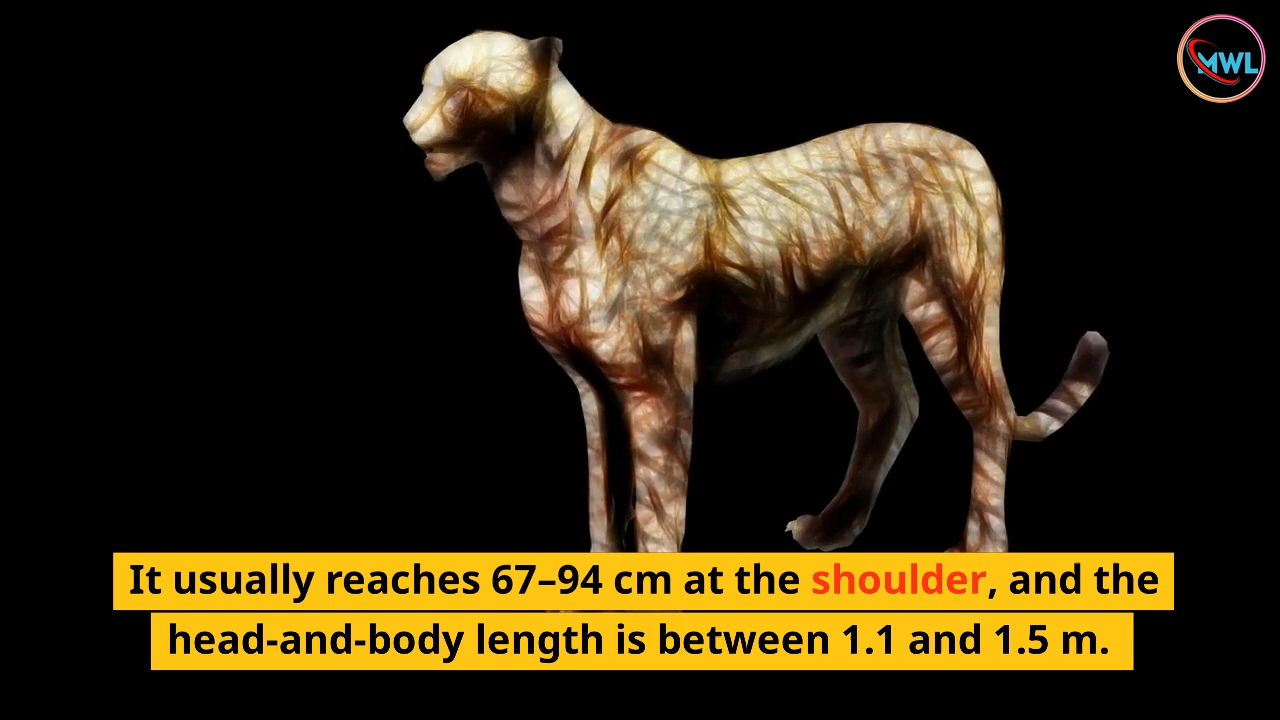 MWL
It usually reaches 67–94 cm at the shoulder, and the
head-and-body length is between 1.1 and 1.5 m.